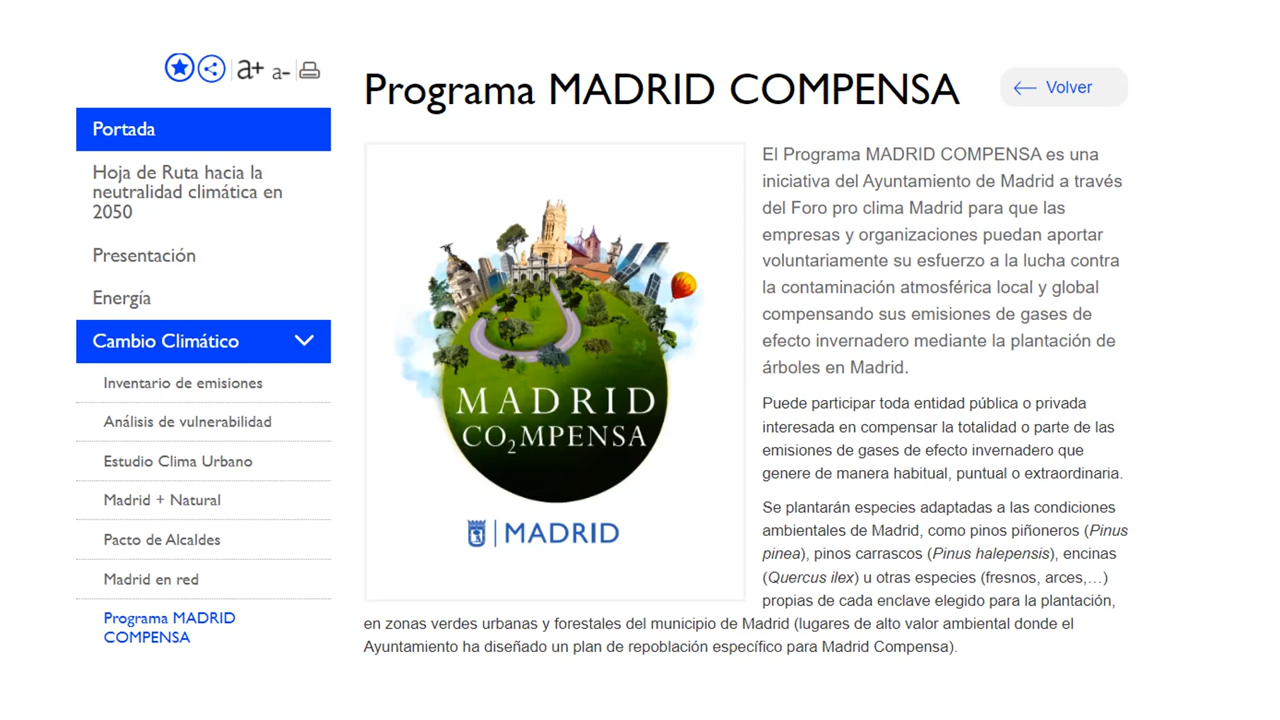 a+ a-
Programa MADRID COMPENSA
Volver
Portada
Hoja de Ruta hacia la
neutralidad climática en
2050
Presentación
Energía
Cambio Climático
Inventario de emisiones
Análisis de vulnerabilidad
Estudio Clima Urbano
Madrid + Natural
Pacto de Alcaldes
Madrid en red
Programa MADRID
COMPENSA
MADRID
CO₂MPENSA
MADRID
El Programa MADRID COMPENSA es una
iniciativa del Ayuntamiento de Madrid a través
del Foro pro clima Madrid para que las
empresas y organizaciones puedan aportar
voluntariamente su esfuerzo a la lucha contra
la contaminación atmosférica local y global
compensando sus emisiones de gases de
efecto invernadero mediante la plantación de
árboles en Madrid.
Puede participar toda entidad pública o privada
interesada en compensar la totalidad o parte de las
emisiones de gases de efecto invernadero que
genere de manera habitual, puntual o extraordinaria.
Se plantarán especies adaptadas a las condiciones
ambientales de Madrid, como pinos piñoneros (Pinus
pinea), pinos carrascos (Pinus halepensis), encinas
(Quercus ilex) u otras especies (fresnos, arces,…)
propias de cada enclave elegido para la plantación,
en zonas verdes urbanas y forestales del municipio de Madrid (lugares de alto valor ambiental donde el
Ayuntamiento ha diseñado un plan de repoblación específico para Madrid Compensa).